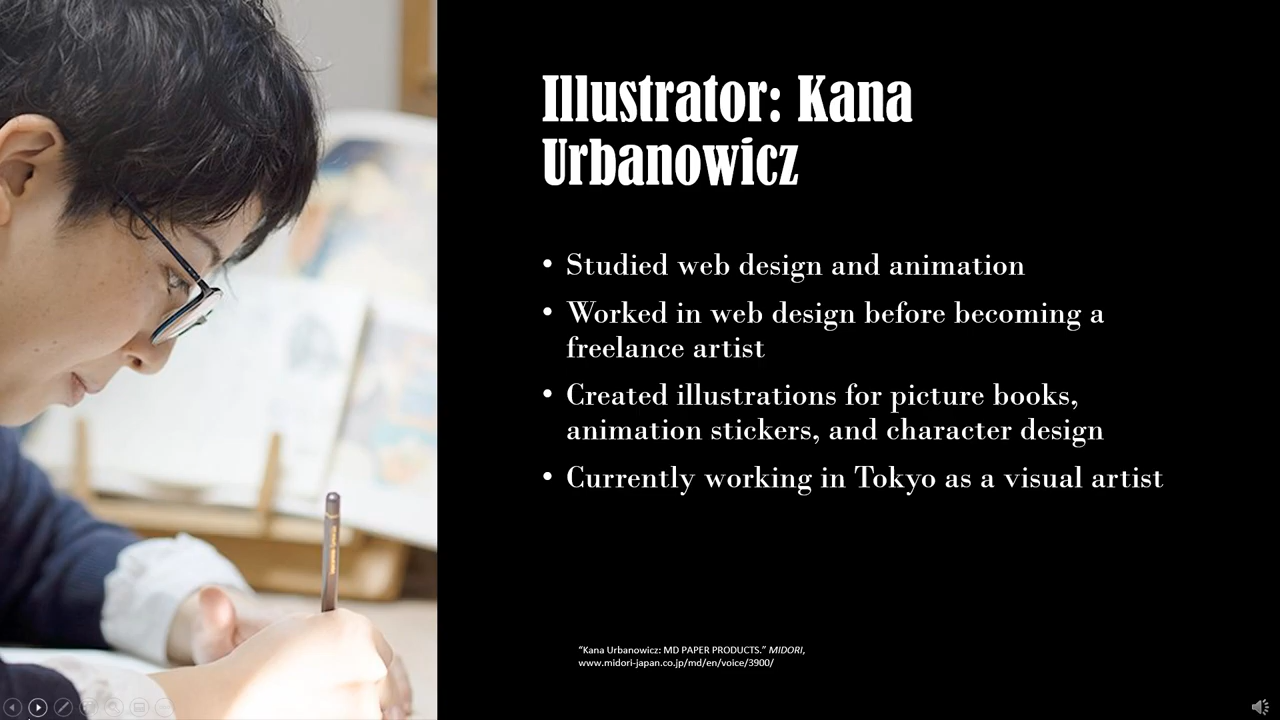 Illustrator: Kana
Urbanowicz
• Studied web design and animation
• Worked in web design before becoming a
freelance artist
• Created illustrations for picture books,
animation stickers, and character design
• Currently working in Tokyo as a visual artist
“Kana Urbanowicz: MD PAPER PRODUCTS.” MIDORI,
www.midori-japan.co.jp/md/en/voice/3900/